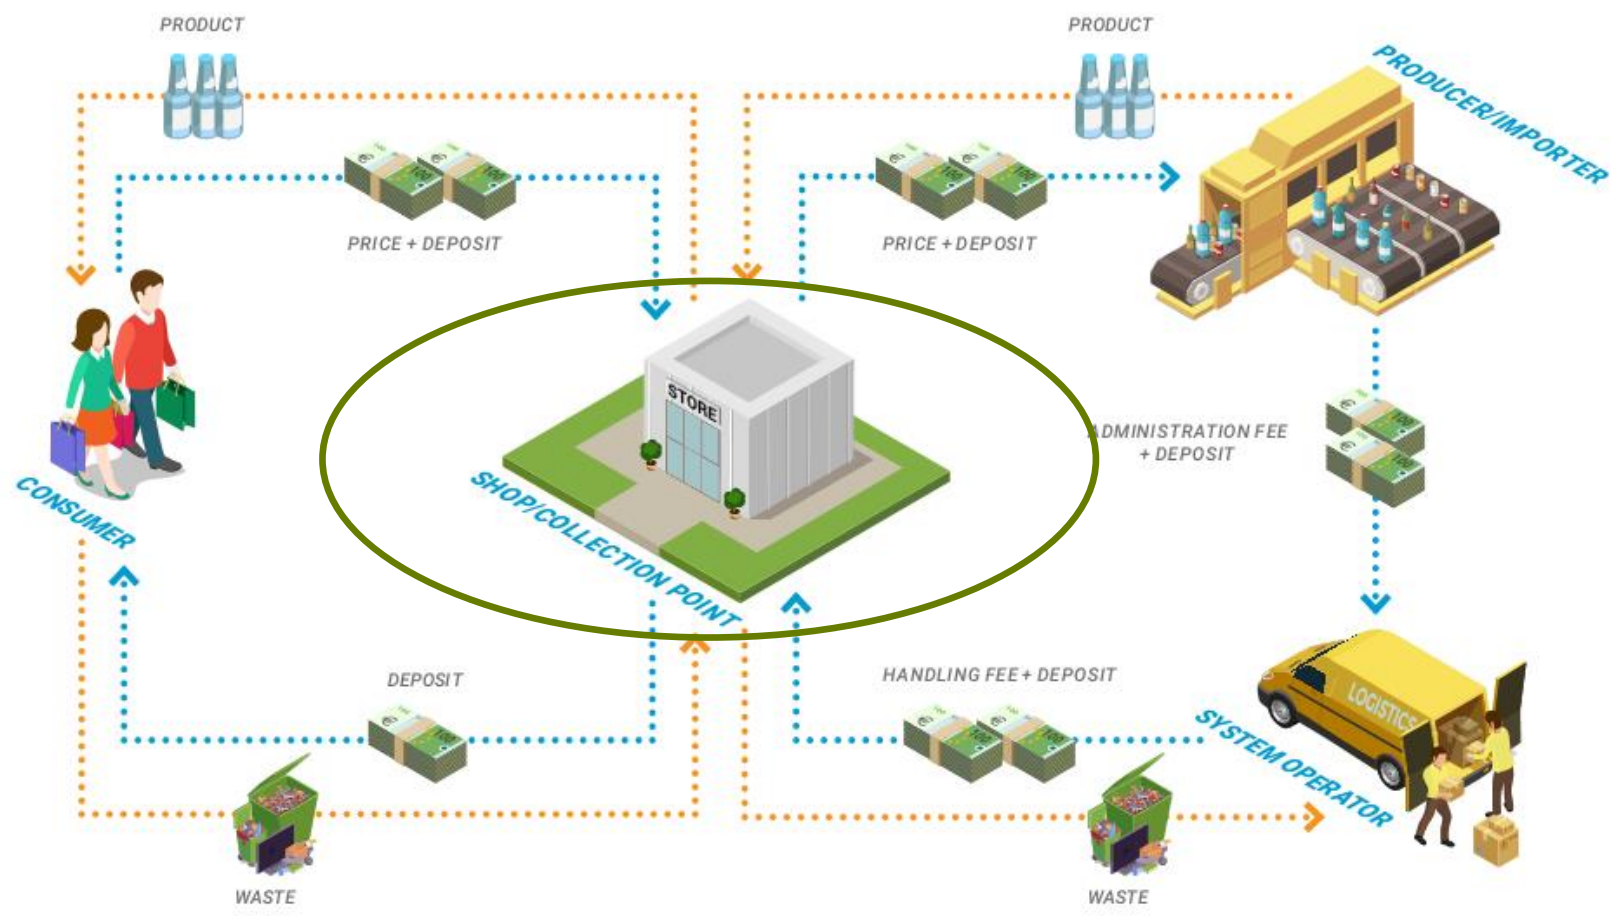 PRODUCT
PRODUCT
PRODUCER/IMPORTER
PRICE + DEPOSIT
PRICE + DEPOSIT
STORE
ADMINISTRATION FEE
+ DEPOSIT
CONSUMER
SHOP/COLLECTION POINT
DEPOSIT
HANDLING FEE + DEPOSIT
LOGISTICS
SYSTEM OPERATOR
WASTE
WASTE